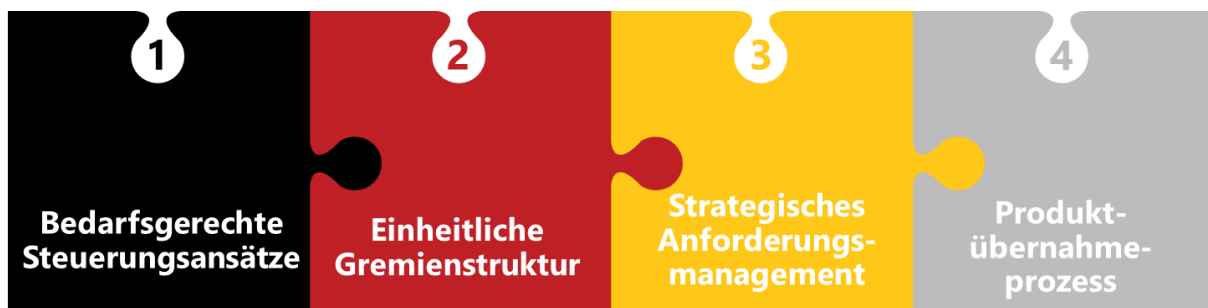 1
Bedarfsgerechte
Steuerungsansätze
2
Einheitliche
Gremienstruktur
3
Strategisches
Anforderungs-
management
4
Produkt-
übernahme-
prozess